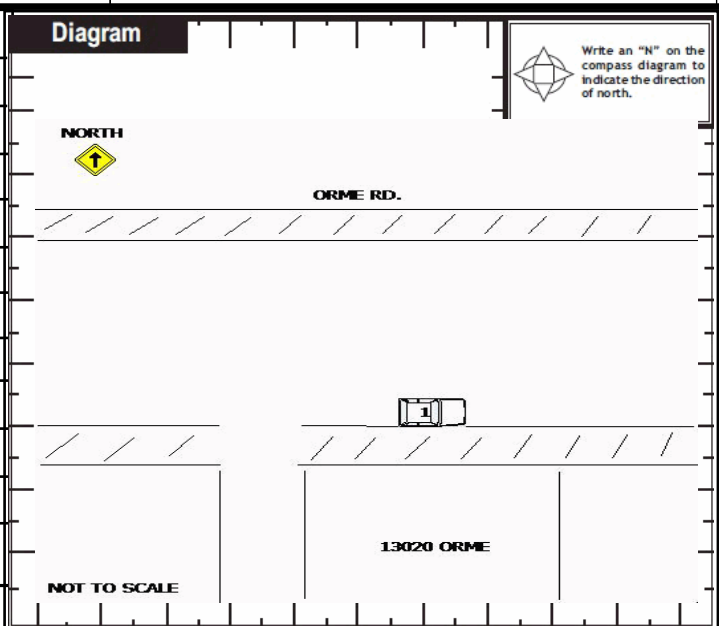 Diagram
Write an “N” on the
compass diagram to
indicate the direction
of north.
NORTH
ORME RD.
1
13020 ORME
NOT TO SCALE